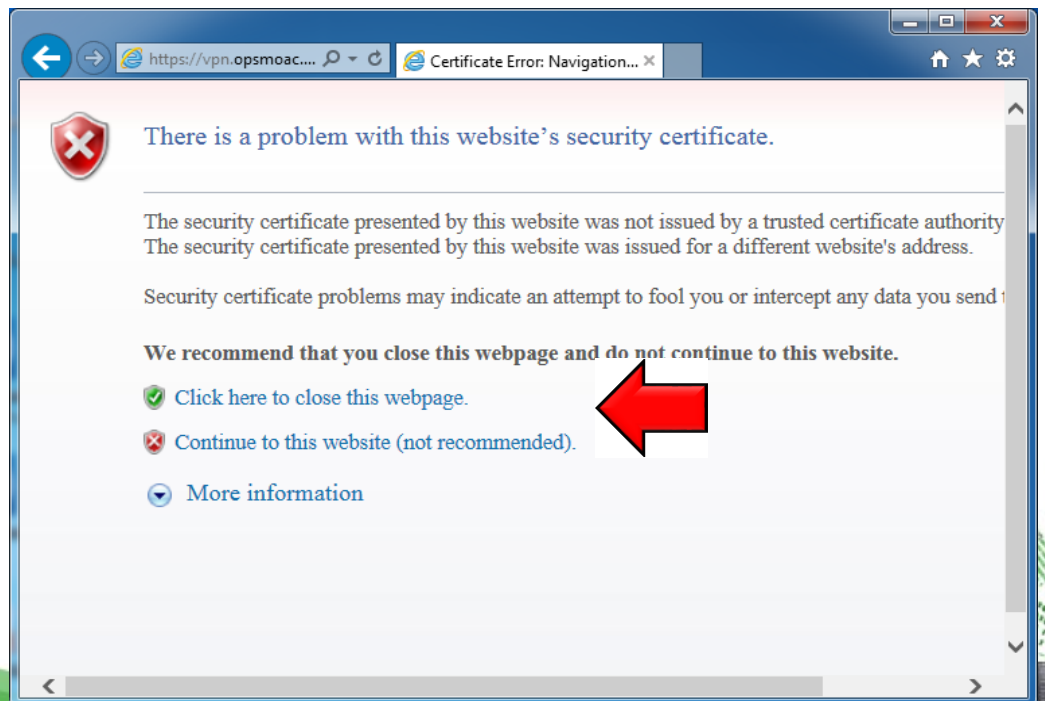 https://vpn.opsmoac....
Certificate Error: Navigation...
There is a problem with this website's security certificate.
The security certificate presented by this website was not issued by a trusted certificate authority
The security certificate presented by this website was issued for a different website's address.
Security certificate problems may indicate an attempt to fool you or intercept any data you send
We recommend that you close this webpage and do not continue to this website.
Click here to close this webpage.
Continue to this website (not recommended).
More information